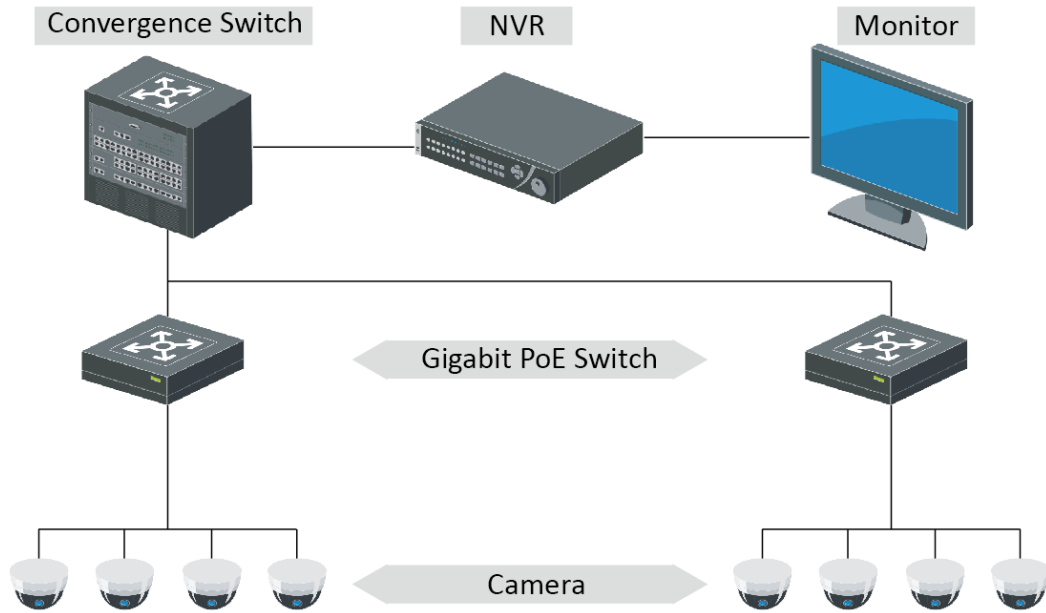 Convergence Switch
NVR
Monitor
Gigabit PoE Switch
Camera